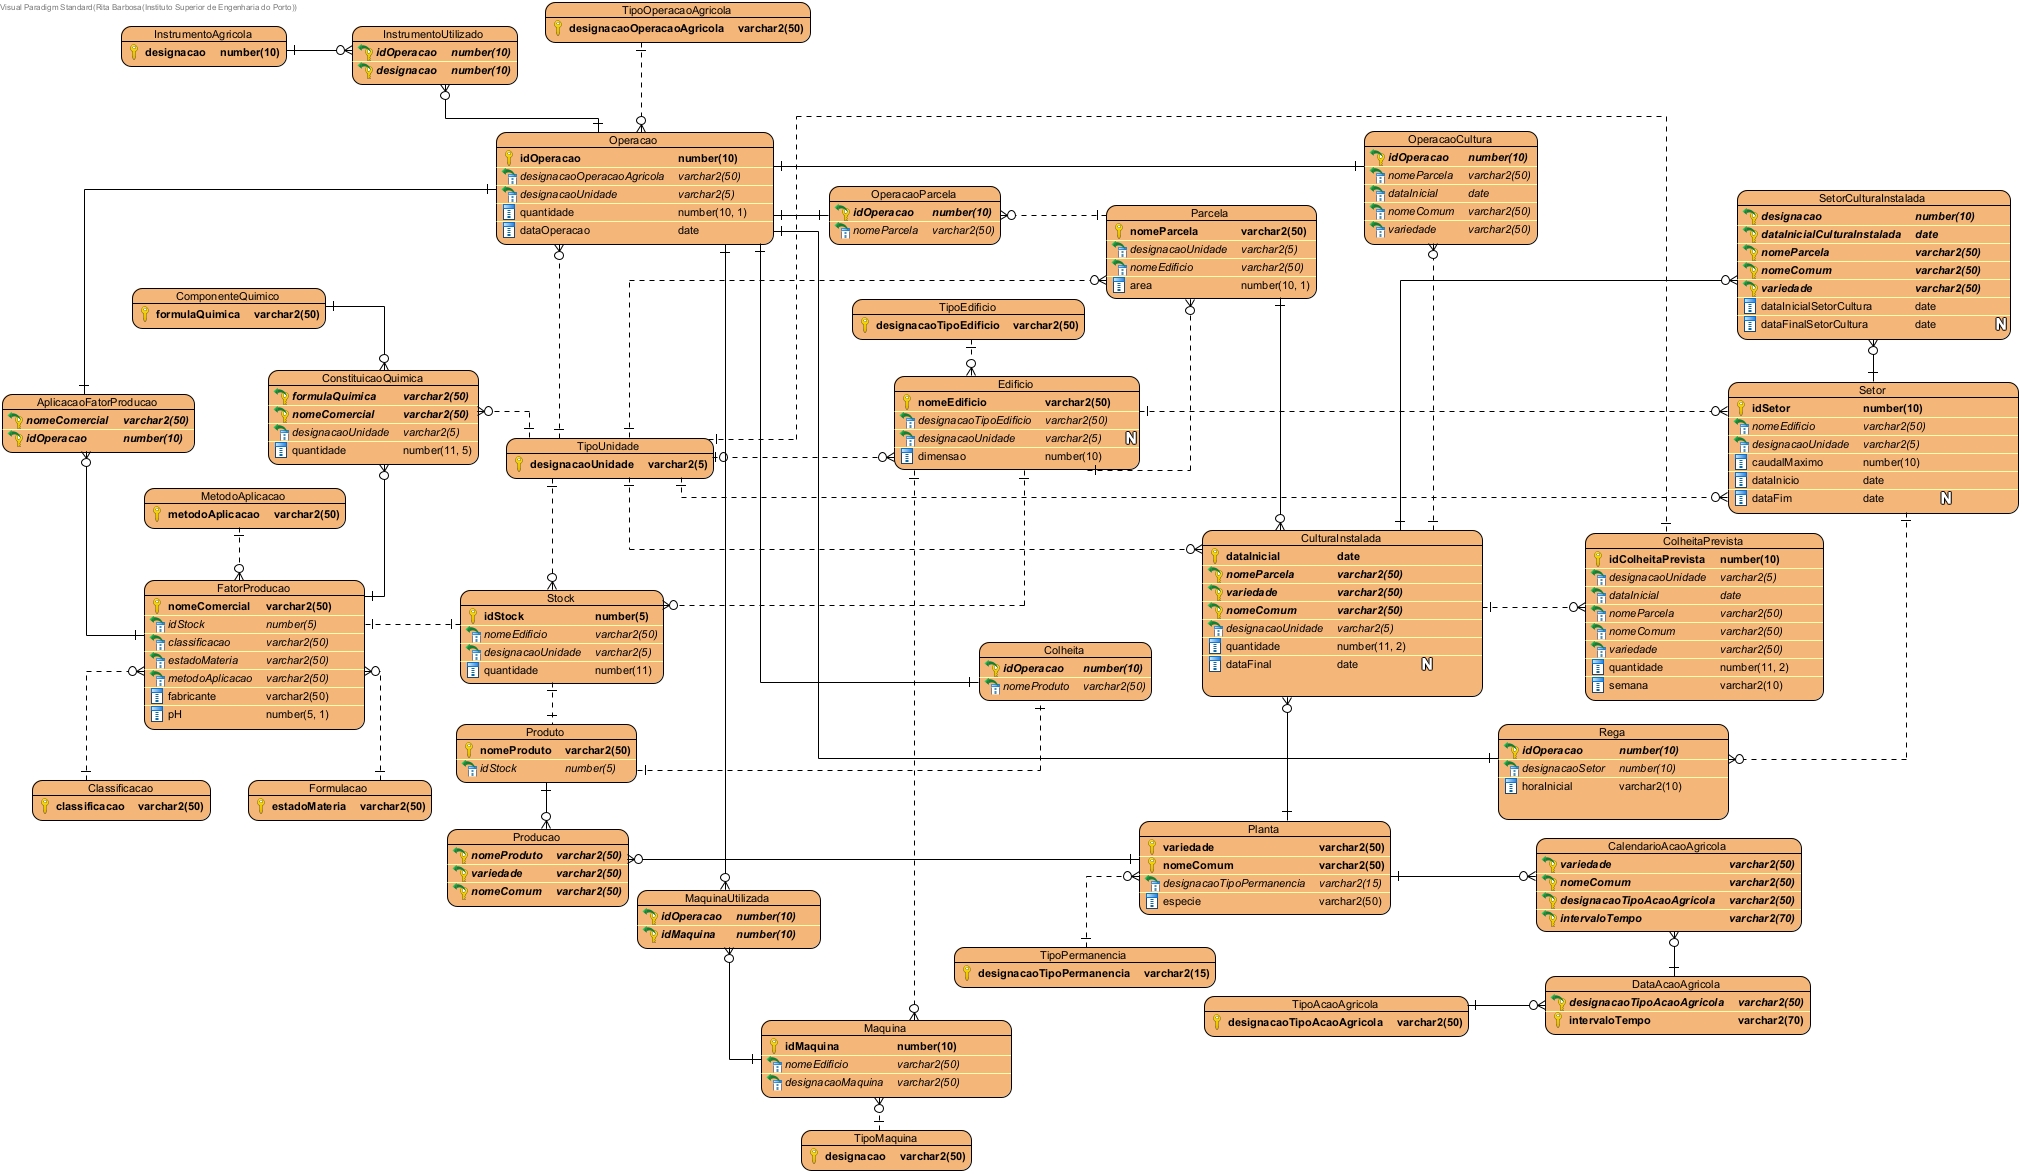 Visual Paradigm Standard(Rita Barbosa(Instituto Superior de Engenharia do Porto))
TipoOperacaoAgricola
designacaoOperacaoAgricola varchar2(50)
InstrumentoAgricola
designacao number(10)
InstrumentoUtilizado
idOperacao number(10)
designacao number(10)
Operacao
idOperacao number(10)
designacaoOperacaoAgricola varchar2(50)
designacaoUnidade varchar2(5)
quantidade number(10, 1)
dataOperacao date
OperacaoCultura
idOperacao number(10)
nomeParcela varchar2(50)
dataInicial date
nomeComum varchar2(50)
variedade varchar2(50)
OperacaoParcela
idOperacao number(10)
nomeParcela varchar2(50)
Parcela
nomeParcela varchar2(50)
designacaoUnidade varchar2(5)
nomeEdificio varchar2(50)
area number(10, 1)
SetorCulturaInstalada
designacao number(10)
dataInicialCulturaInstalada date
nomeParcela varchar2(50)
nomeComum varchar2(50)
variedade varchar2(50)
dataInicialSetorCultura date
dataFinalSetorCultura date N
ComponenteQuimico
formulaQuimica varchar2(50)
TipoEdificio
designacaoTipoEdificio varchar2(50)
ConstituicaoQuimica
formulaQuimica varchar2(50)
nomeComercial varchar2(50)
designacaoUnidade varchar2(5)
quantidade number(11, 5)
AplicacaoFatorProducao
nomeComercial varchar2(50)
idOperacao number(10)
Edificio
nomeEdificio varchar2(50)
designacaoTipoEdificio varchar2(50)
designacaoUnidade varchar2(5) N
dimensao number(10)
Setor
idSetor number(10)
nomeEdificio varchar2(50)
designacaoUnidade varchar2(5)
caudalMaximo number(10)
dataInicio date
dataFim date N
TipoUnidade
designacaoUnidade varchar2(5)
MetodoAplicacao
metodoAplicacao varchar2(50)
CulturaInstalada
dataInicial date
nomeParcela varchar2(50)
variedade varchar2(50)
nomeComum varchar2(50)
designacaoUnidade varchar2(5)
quantidade number(11, 2)
dataFinal date N
ColheitaPrevista
idColheitaPrevista number(10)
designacaoUnidade varchar2(5)
dataInicial date
nomeParcela varchar2(50)
nomeComum varchar2(50)
variedade varchar2(50)
quantidade number(11, 2)
semana varchar2(10)
FatorProducao
nomeComercial varchar2(50)
idStock number(5)
classificacao varchar2(50)
estadoMateria varchar2(50)
metodoAplicacao varchar2(50)
fabricante varchar2(50)
pH number(5, 1)
Stock
idStock number(5)
nomeEdificio varchar2(50)
designacaoUnidade varchar2(5)
quantidade number(11)
Colheita
idOperacao number(10)
nomeProduto varchar2(50)
Produto
nomeProduto varchar2(50)
idStock number(5)
Rega
idOperacao number(10)
designacaoSetor number(10)
horaInicial varchar2(10)
Classificacao
classificacao varchar2(50)
Formulacao
estadoMateria varchar2(50)
Producao
nomeProduto varchar2(50)
variedade varchar2(50)
nomeComum varchar2(50)
Planta
variedade varchar2(50)
nomeComum varchar2(50)
designacaoTipoPermanencia varchar2(15)
especie varchar2(50)
CalendarioAcaoAgricola
variedade varchar2(50)
nomeComum varchar2(50)
designacaoTipoAcaoAgricola varchar2(50)
intervaloTempo varchar2(70)
MaquinaUtilizada
idOperacao number(10)
idMaquina number(10)
TipoPermanencia
designacaoTipoPermanencia varchar2(15)
DataAcaoAgricola
designacaoTipoAcaoAgricola varchar2(50)
intervaloTempo varchar2(70)
TipoAcaoAgricola
designacaoTipoAcaoAgricola varchar2(50)
Maquina
idMaquina number(10)
nomeEdificio varchar2(50)
designacaoMaquina varchar2(50)
TipoMaquina
designacao varchar2(50)